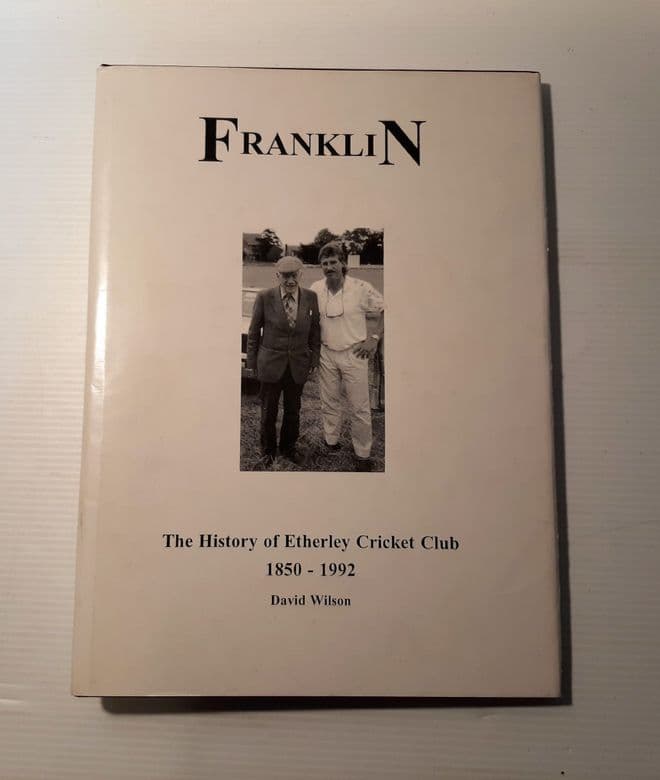 FRANKLIN
The History of Etherley Cricket Club
1850 - 1992
David Wilson